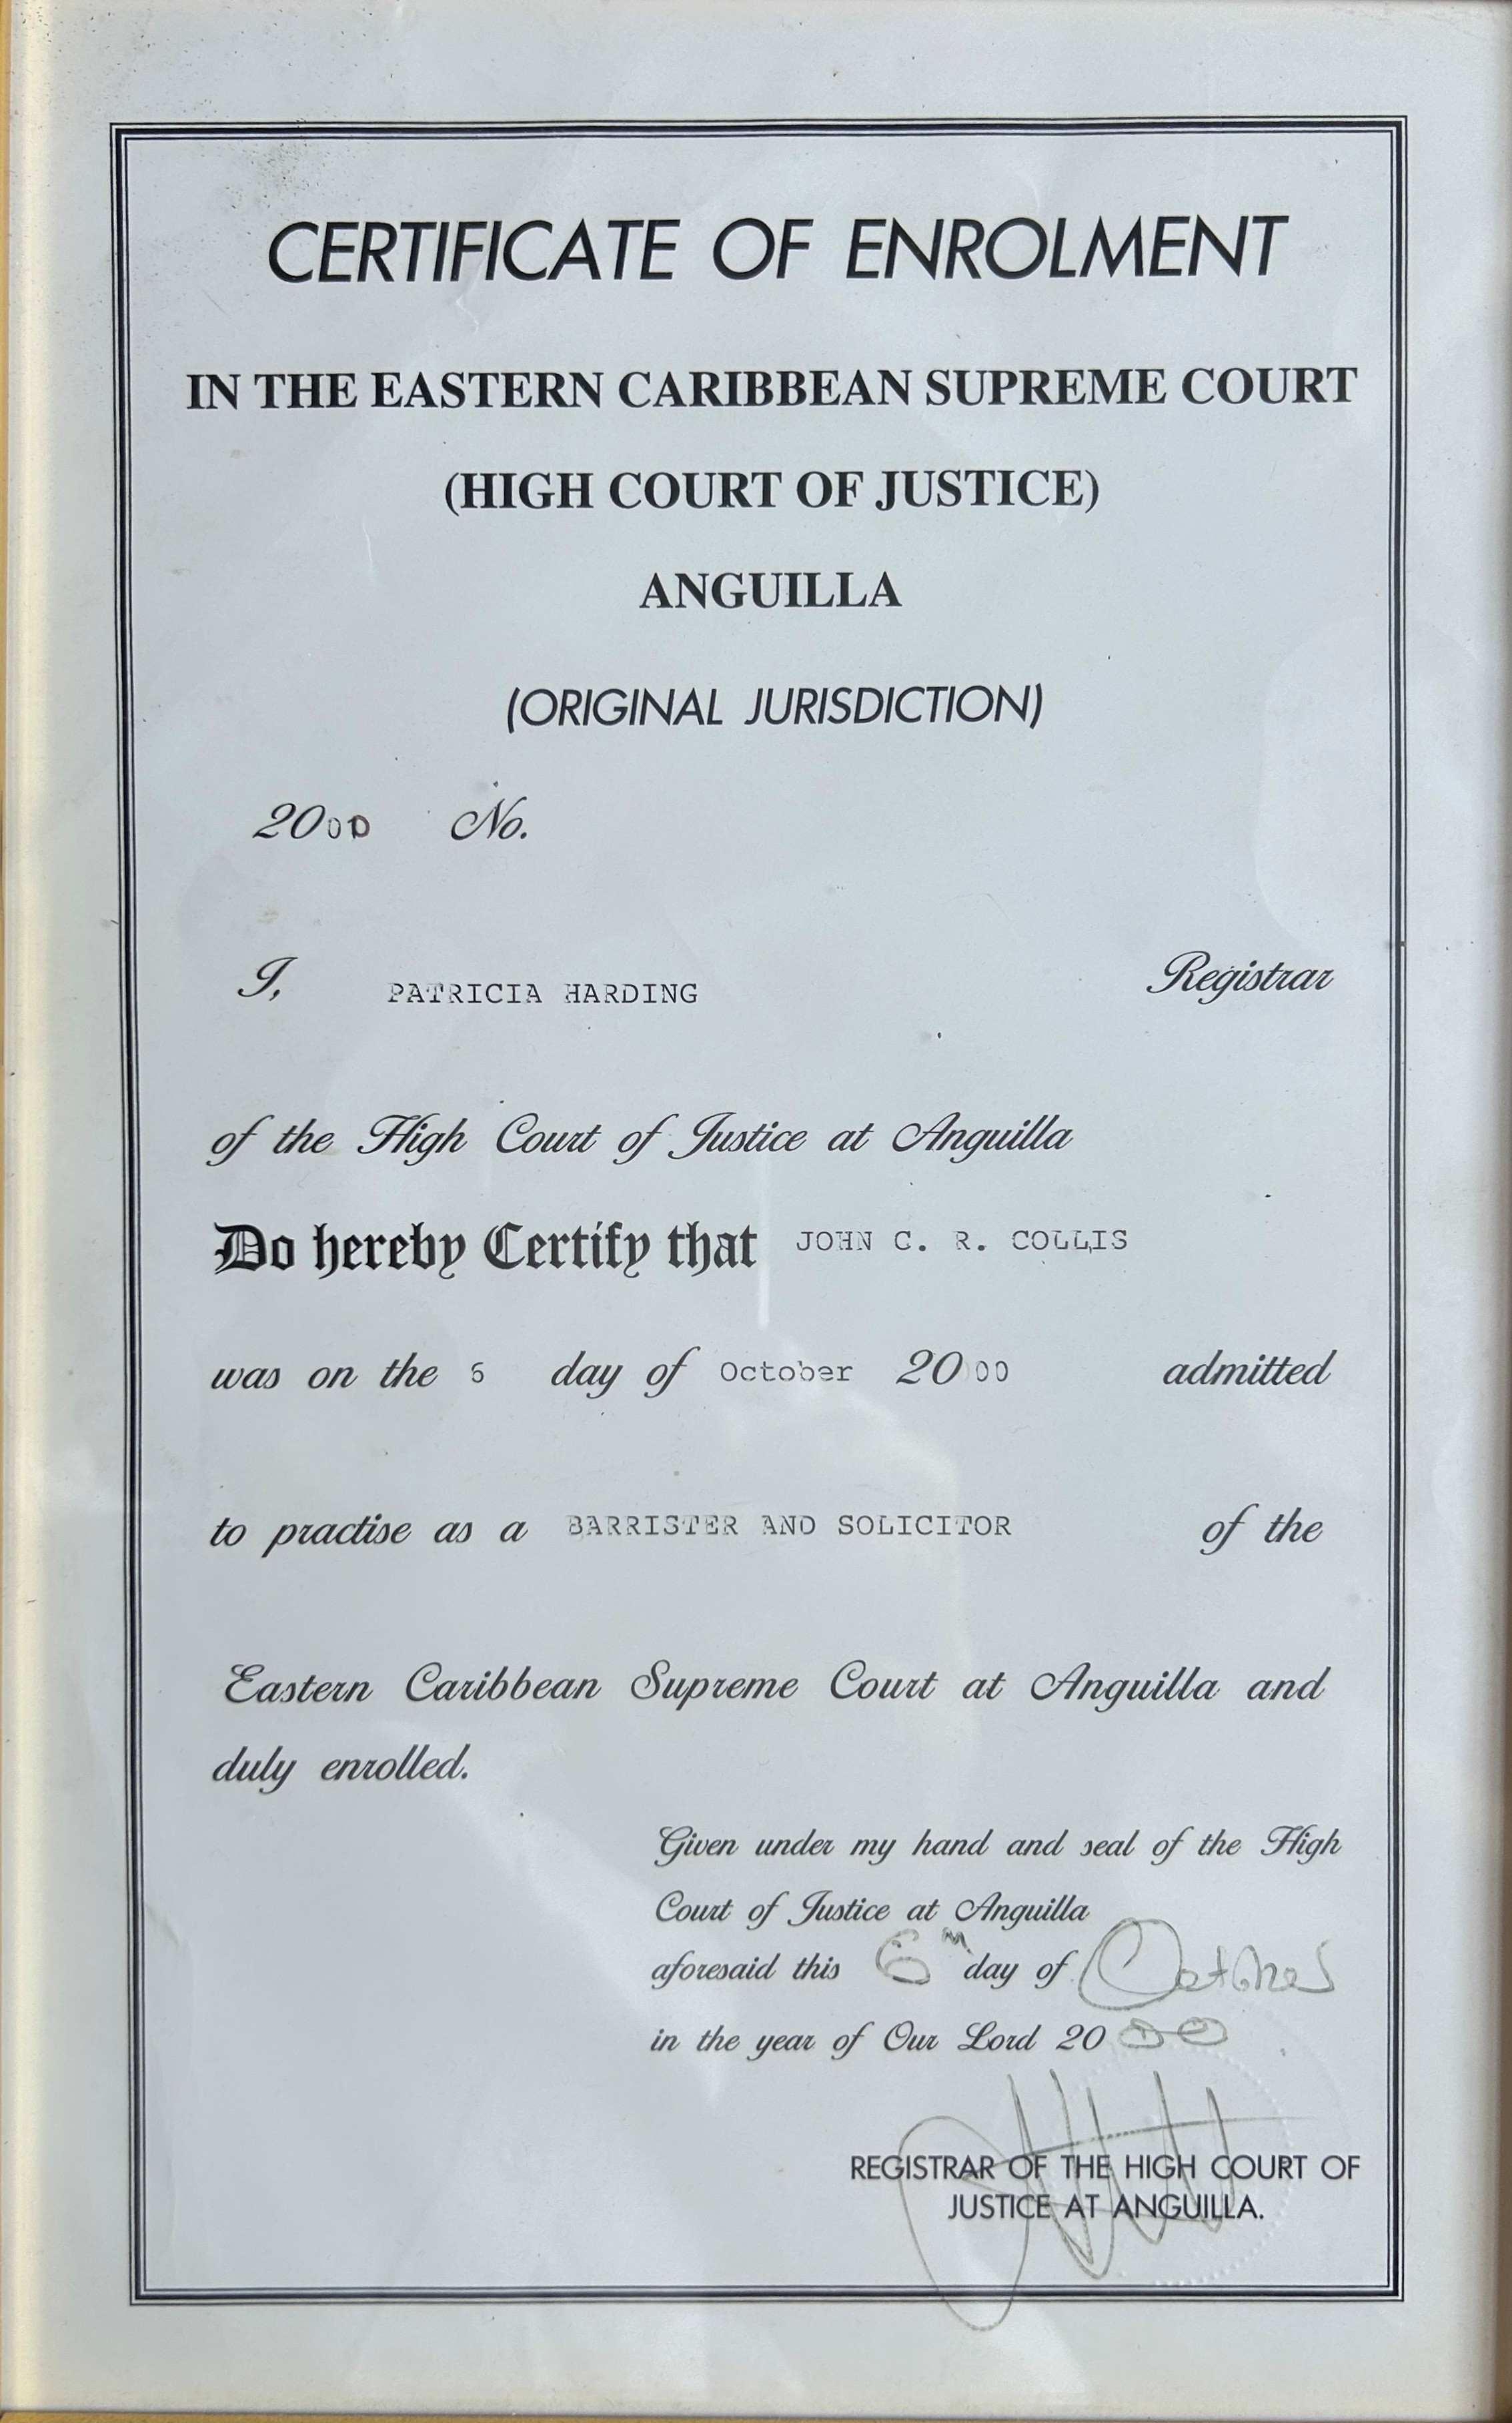 CERTIFICATE OF ENROLMENT
IN THE EASTERN CARIBBEAN SUPREME COURT
(HIGH COURT OF JUSTICE)
ANGUILLA
(ORIGINAL JURISDICTION)
2000 No.
I, PATRICIA HARDING Registrar
of the High Court of Justice at Anguilla
Do hereby Certify that JOHN C. R. COLLIS
was on the 6 day of October 2000 admitted
to practise as a BARRISTER AND SOLICITOR of the
Eastern Caribbean Supreme Court at Anguilla and
duly enrolled.
Given under my hand and seal of the High
Court of Justice at Anguilla
aforesaid this 6th day of October
in the year of Our Lord 2000
REGISTRAR OF THE HIGH COURT OF
JUSTICE AT ANGUILLA.